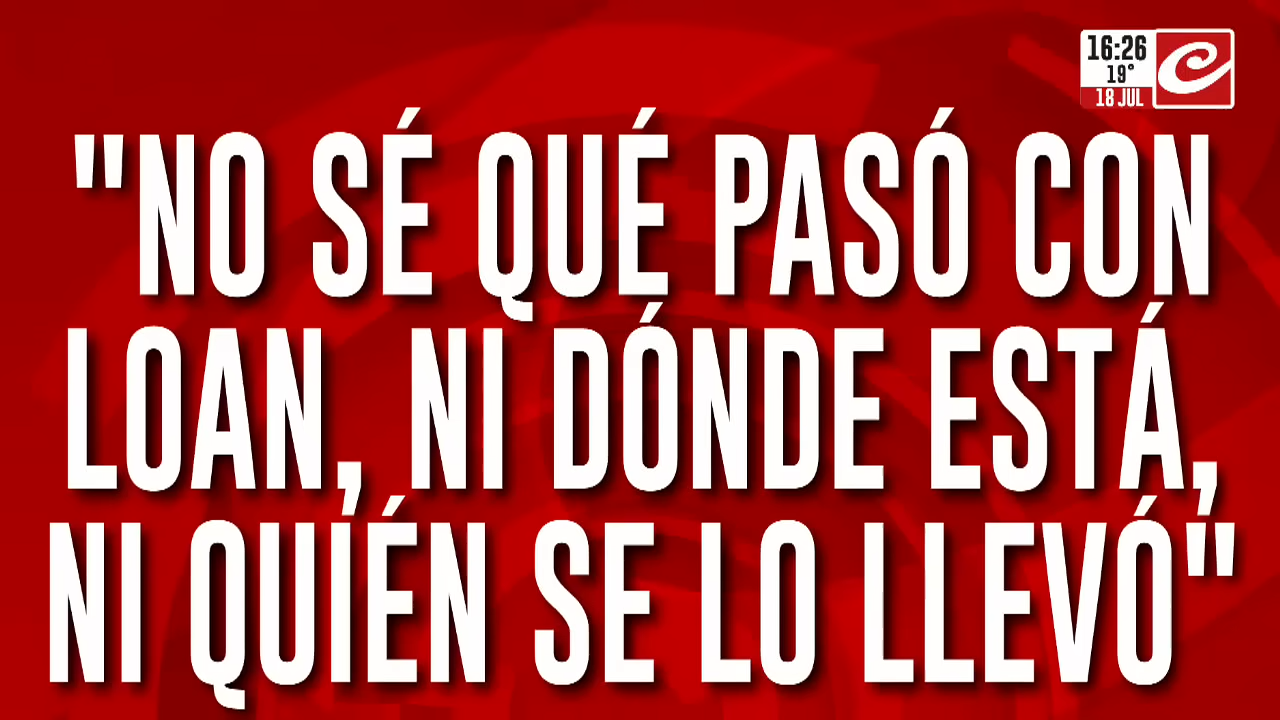 16:26
19°
18 JUL
"NO SÉ QUÉ PASÓ CON
LOAN, NI DÓNDE ESTÁ,
NI QUIÉN SE LO LLEVÓ"